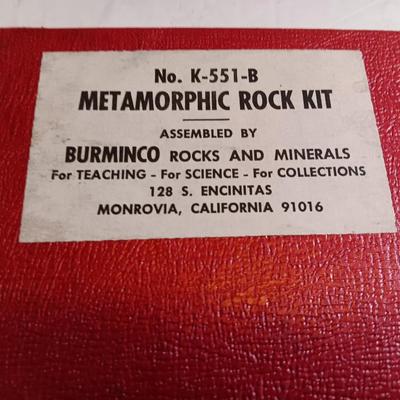 No. K-551-B
METAMORPHIC ROCK KIT
ASSEMBLED BY
BURMINCO ROCKS AND MINERALS
For TEACHING - For SCIENCE - For COLLECTIONS
128 S. ENCINITAS
MONROVIA, CALIFORNIA 91016